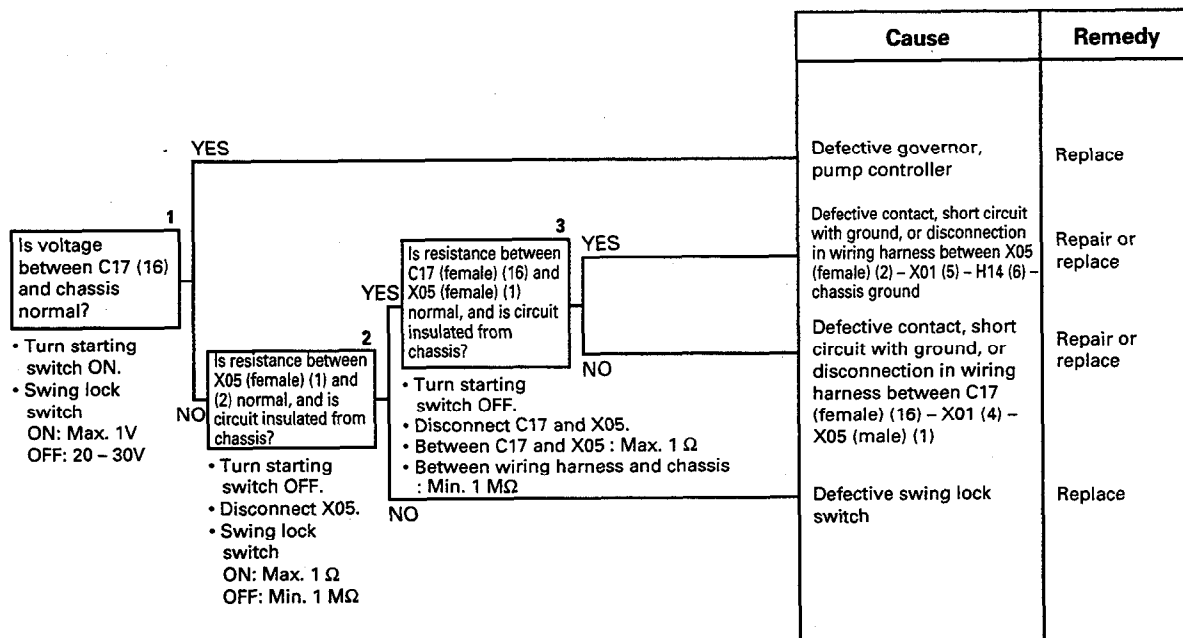 Cause
Remedy
YES
Defective governor,
pump controller
Replace
1
Is voltage
between C17 (16)
and chassis
normal?
• Turn starting
switch ON.
• Swing lock
switch
ON: Max. 1V
OFF: 20 – 30V
NO
2
Is resistance between
X05 (female) (1) and
(2) normal, and is
circuit insulated from
chassis?
• Turn starting
switch OFF.
• Disconnect X05.
• Swing lock
switch
ON: Max. 1 Ω
OFF: Min. 1 MΩ
YES
3
Is resistance between
C17 (female) (16) and
X05 (female) (1)
normal, and is circuit
insulated from
chassis?
• Turn starting
switch OFF.
• Disconnect C17 and X05.
• Between C17 and X05 : Max. 1 Ω
• Between wiring harness and chassis
: Min. 1 MΩ
YES
Defective contact, short circuit
with ground, or disconnection
in wiring harness between X05
(female) (2) – X01 (5) – H14 (6) –
chassis ground
Repair or
replace
NO
Defective contact, short
circuit with ground, or
disconnection in wiring
harness between C17
(female) (16) – X01 (4) –
X05 (male) (1)
Repair or
replace
NO
Defective swing lock
switch
Replace